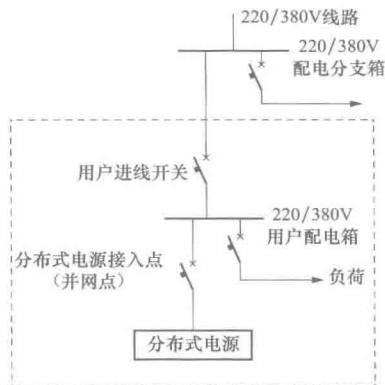 220/380V线路
220/380V
配电分支箱
用户进线开关
220/380V
用户配电箱
分布式电源接入点
（并网点）
负荷
分布式电源